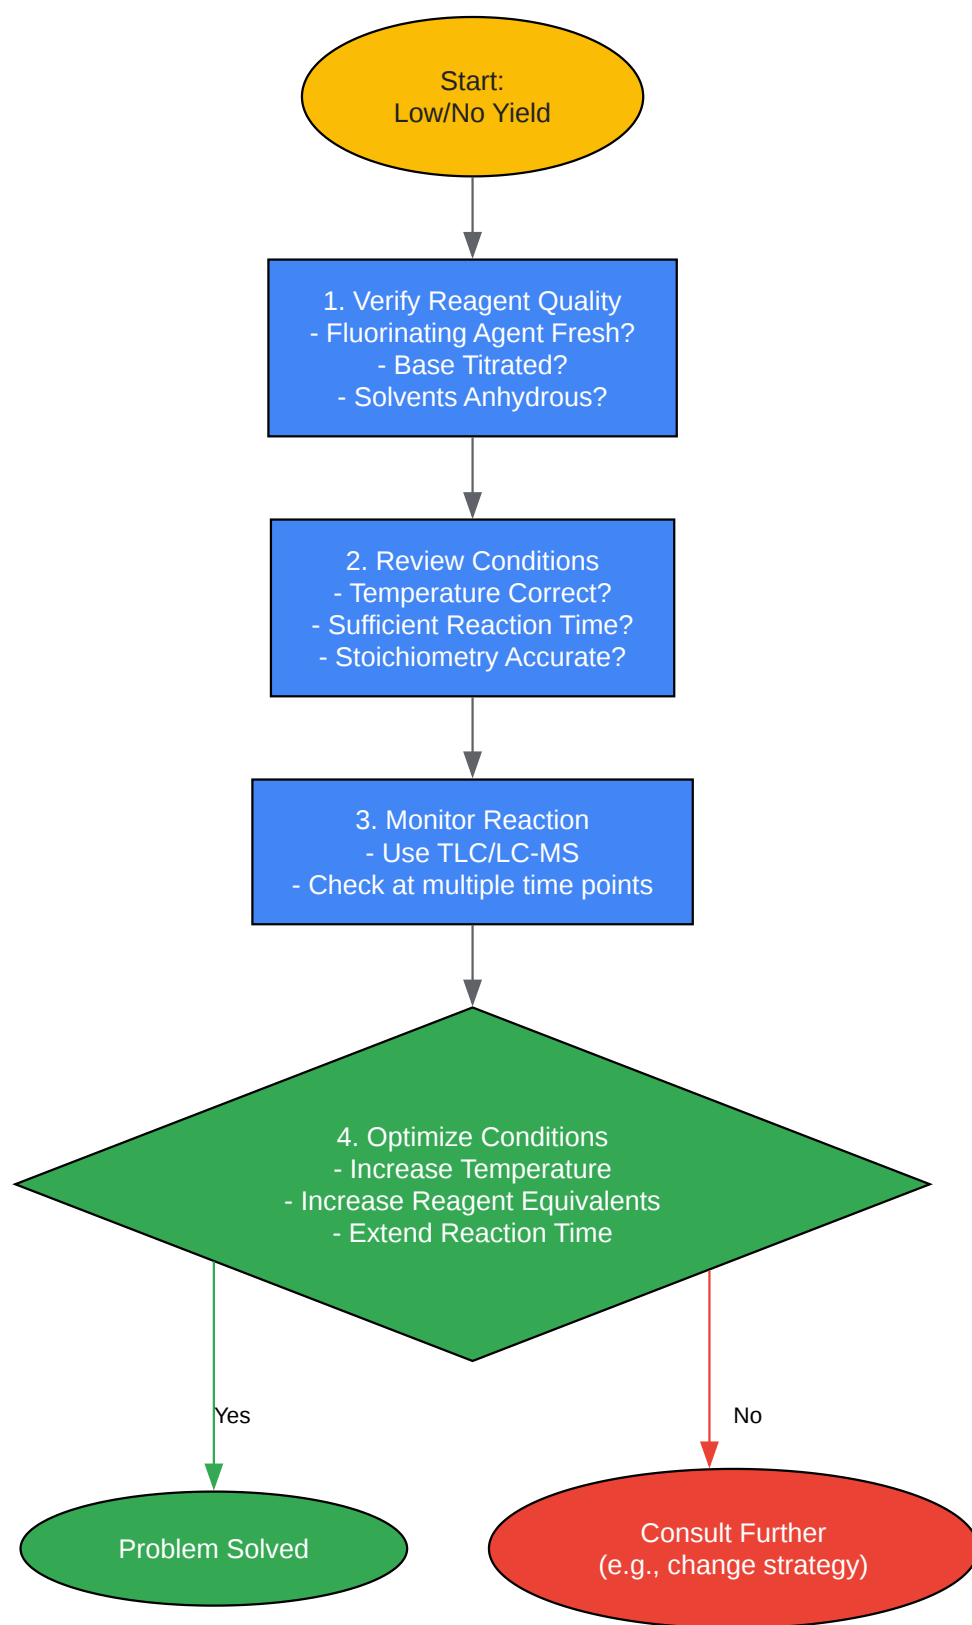 Start:
Low/No Yield
1. Verify Reagent Quality
- Fluorinating Agent Fresh?
- Base Titrated?
- Solvents Anhydrous?
2. Review Conditions
- Temperature Correct?
- Sufficient Reaction Time?
- Stoichiometry Accurate?
3. Monitor Reaction
- Use TLC/LC-MS
- Check at multiple time points
4. Optimize Conditions
- Increase Temperature
- Increase Reagent Equivalents
- Extend Reaction Time
Yes
No
Problem Solved
Consult Further
(e.g., change strategy)